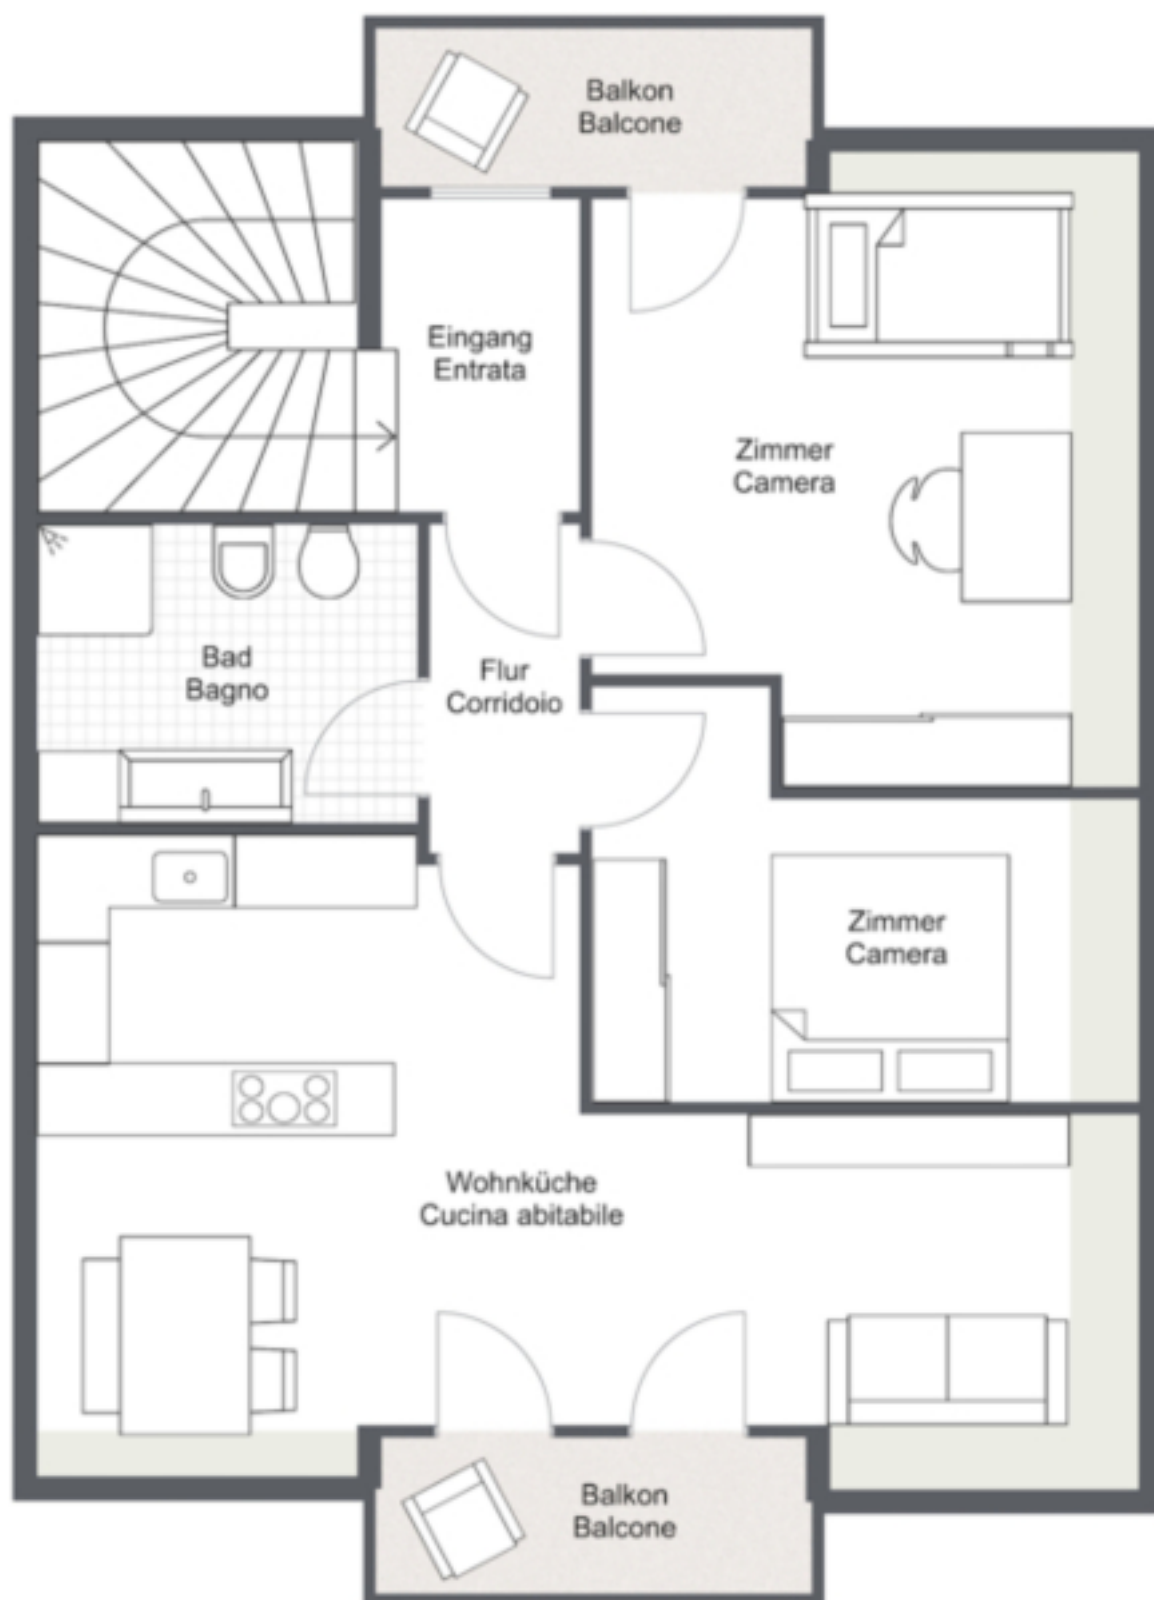 Balkon
Balcone
Eingang
Entrata
Zimmer
Camera
Bad
Bagno
Flur
Corridoio
Zimmer
Camera
Wohnküche
Cucina abitabile
Balkon
Balcone